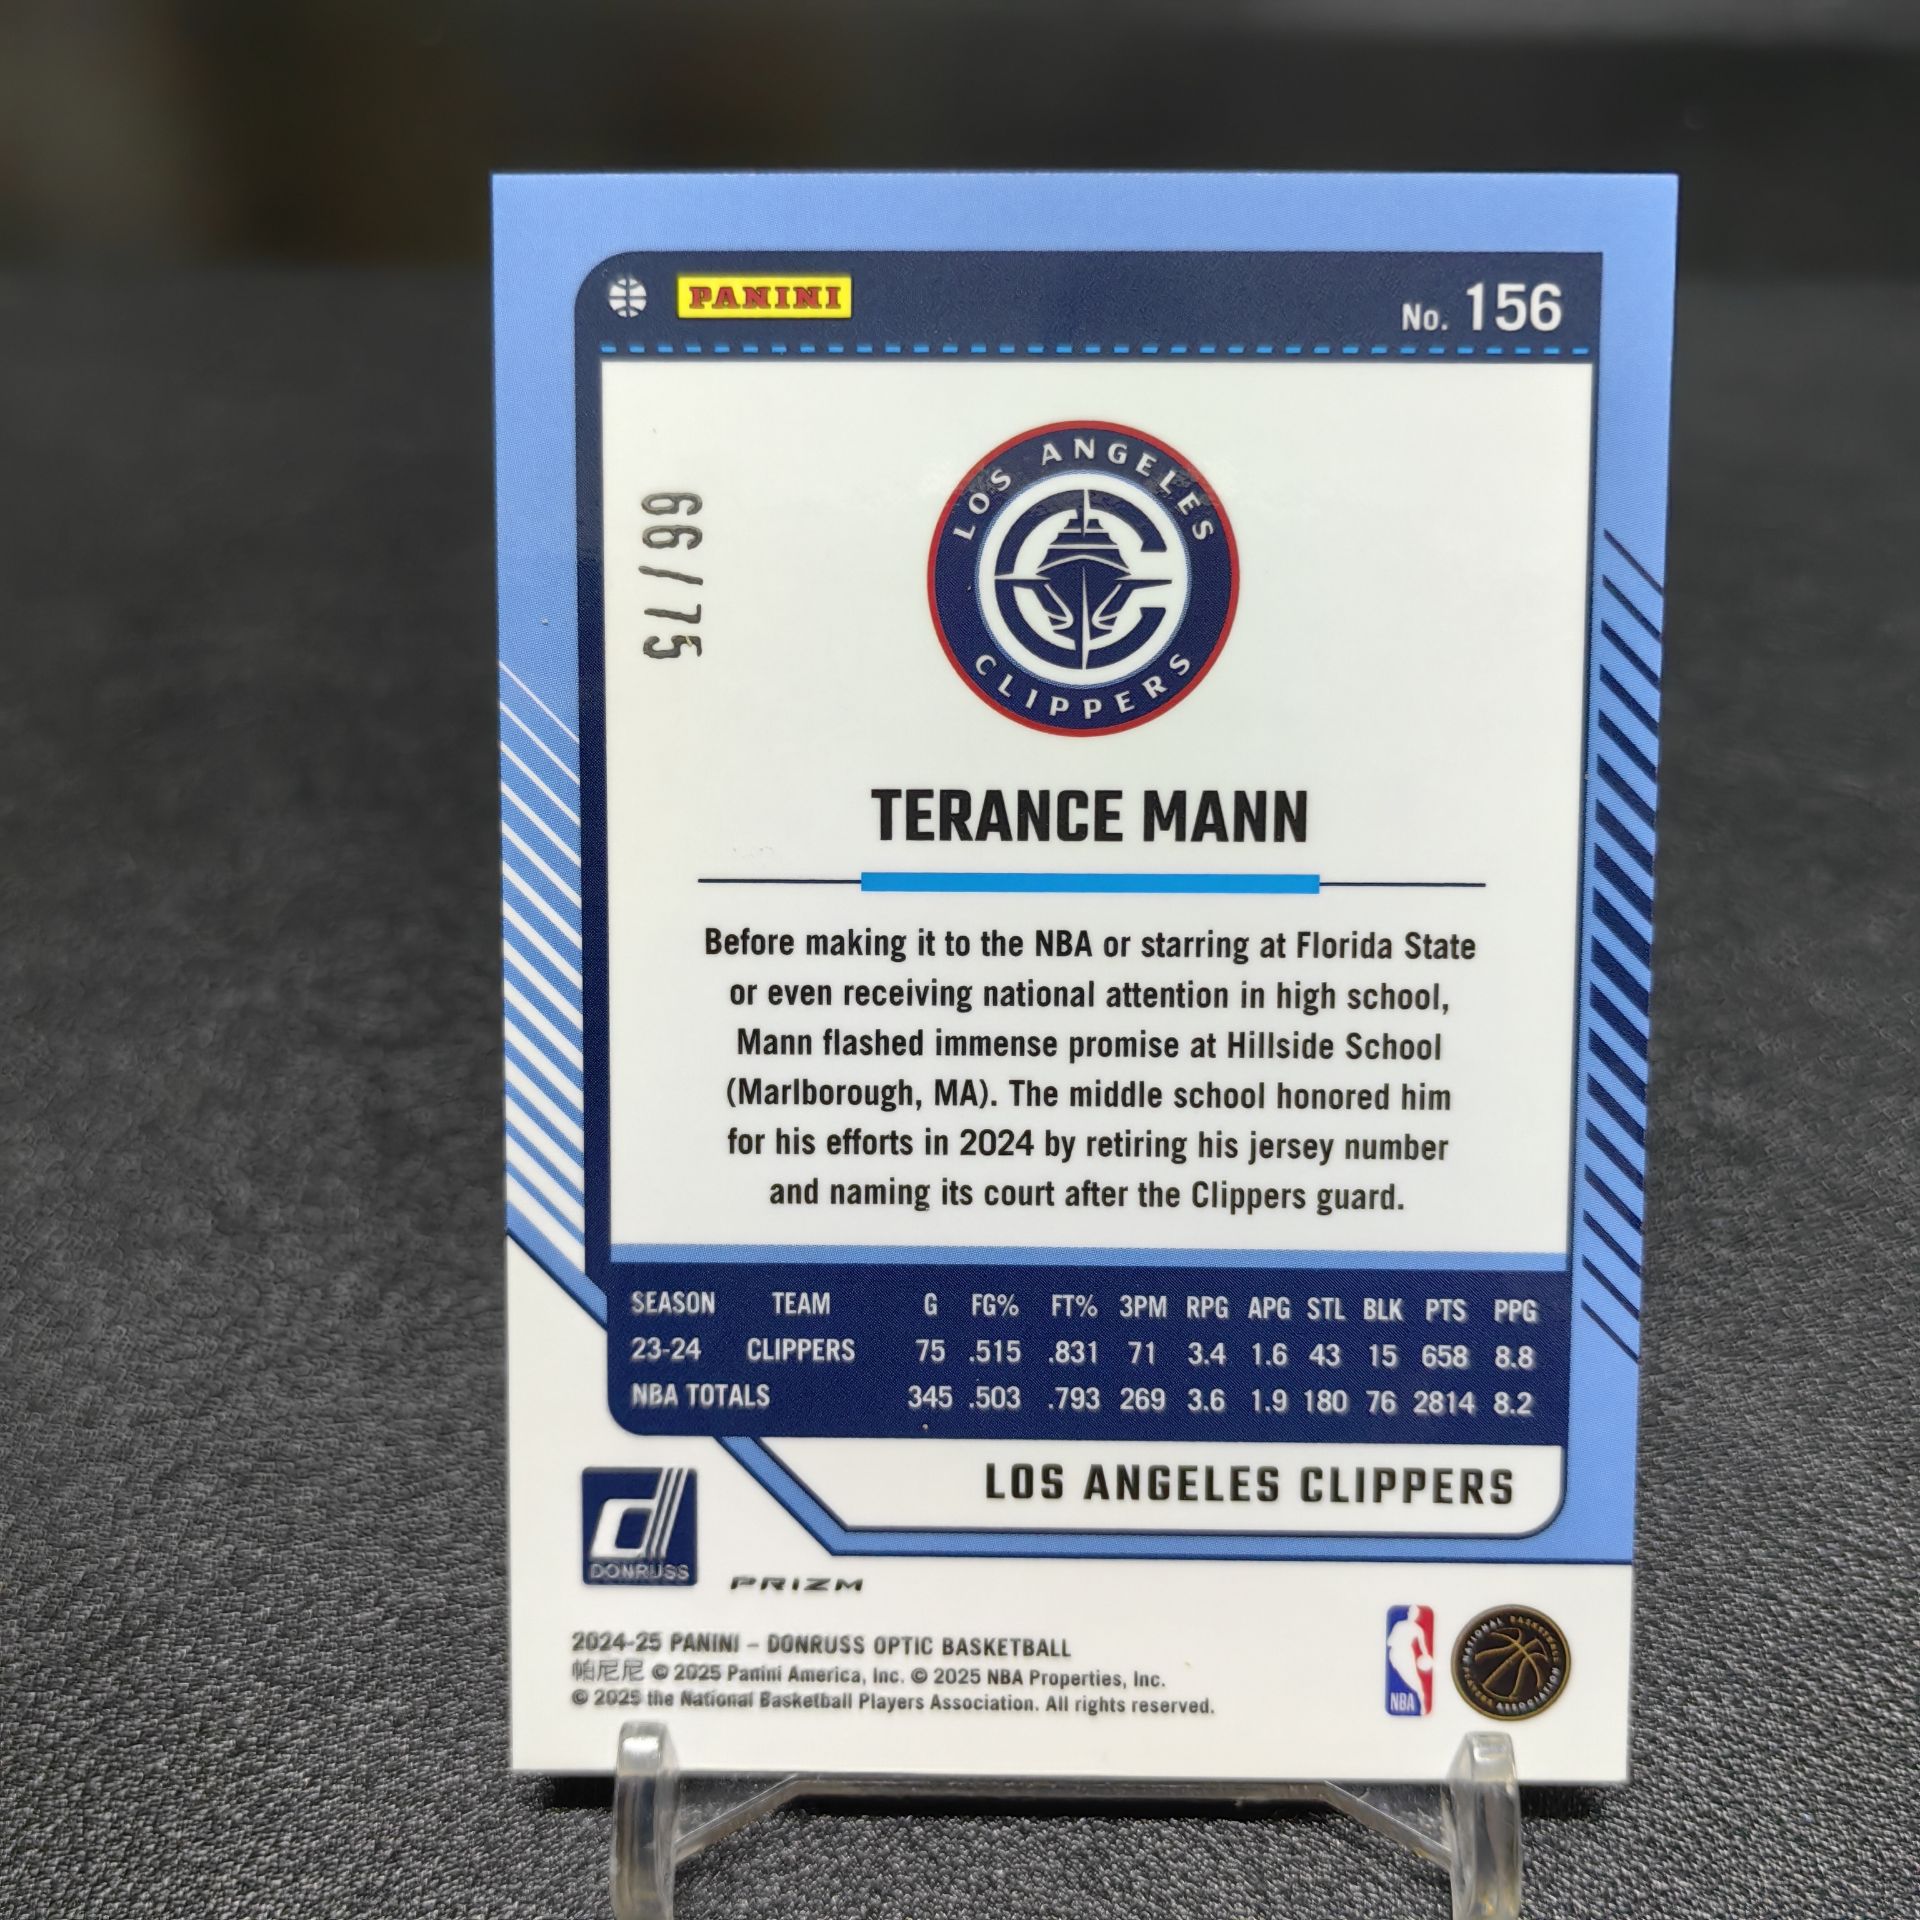 PANINI
No. 156
66/75
LOS ANGELES
CLIPPERS
TERANCE MANN
Before making it to the NBA or starring at Florida State
or even receiving national attention in high school,
Mann flashed immense promise at Hillside School
(Marlborough, MA). The middle school honored him
for his efforts in 2024 by retiring his jersey number
and naming its court after the Clippers guard.
SEASON TEAM G FG% FT% 3PM RPG APG STL BLK PTS PPG
23-24 CLIPPERS 75 .515 .831 71 3.4 1.6 43 15 658 8.8
NBA TOTALS 345 .503 .793 269 3.6 1.9 180 76 2814 8.2
LOS ANGELES CLIPPERS
d
DONRUSS
PRIZM
2024-25 PANINI – DONRUSS OPTIC BASKETBALL
帕尼尼 © 2025 Panini America, Inc. © 2025 NBA Properties, Inc.
© 2025 the National Basketball Players Association. All rights reserved.
NBA
NATIONAL BASKETBALL
PLAYERS ASSOCIATION